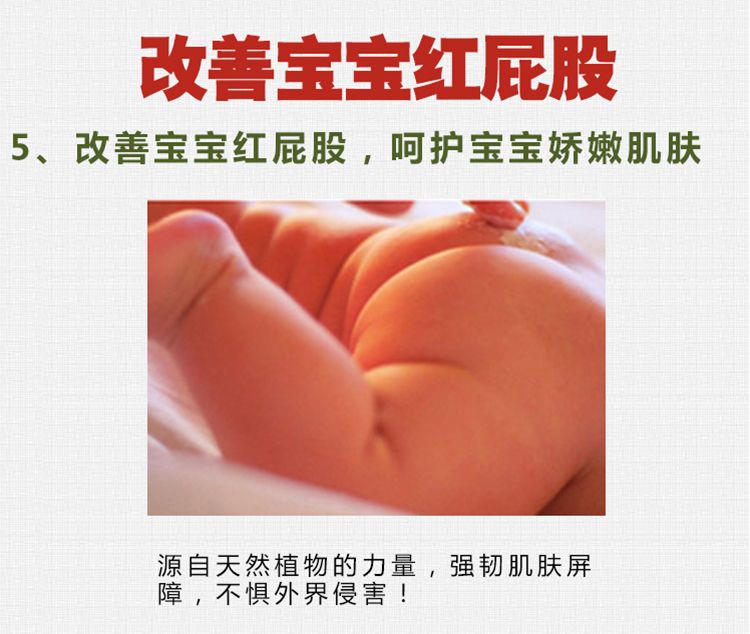 改善宝宝红屁股
5、改善宝宝红屁股，呵护宝宝娇嫩肌肤
源自天然植物的力量，强韧肌肤屏
障，不惧外界侵害！